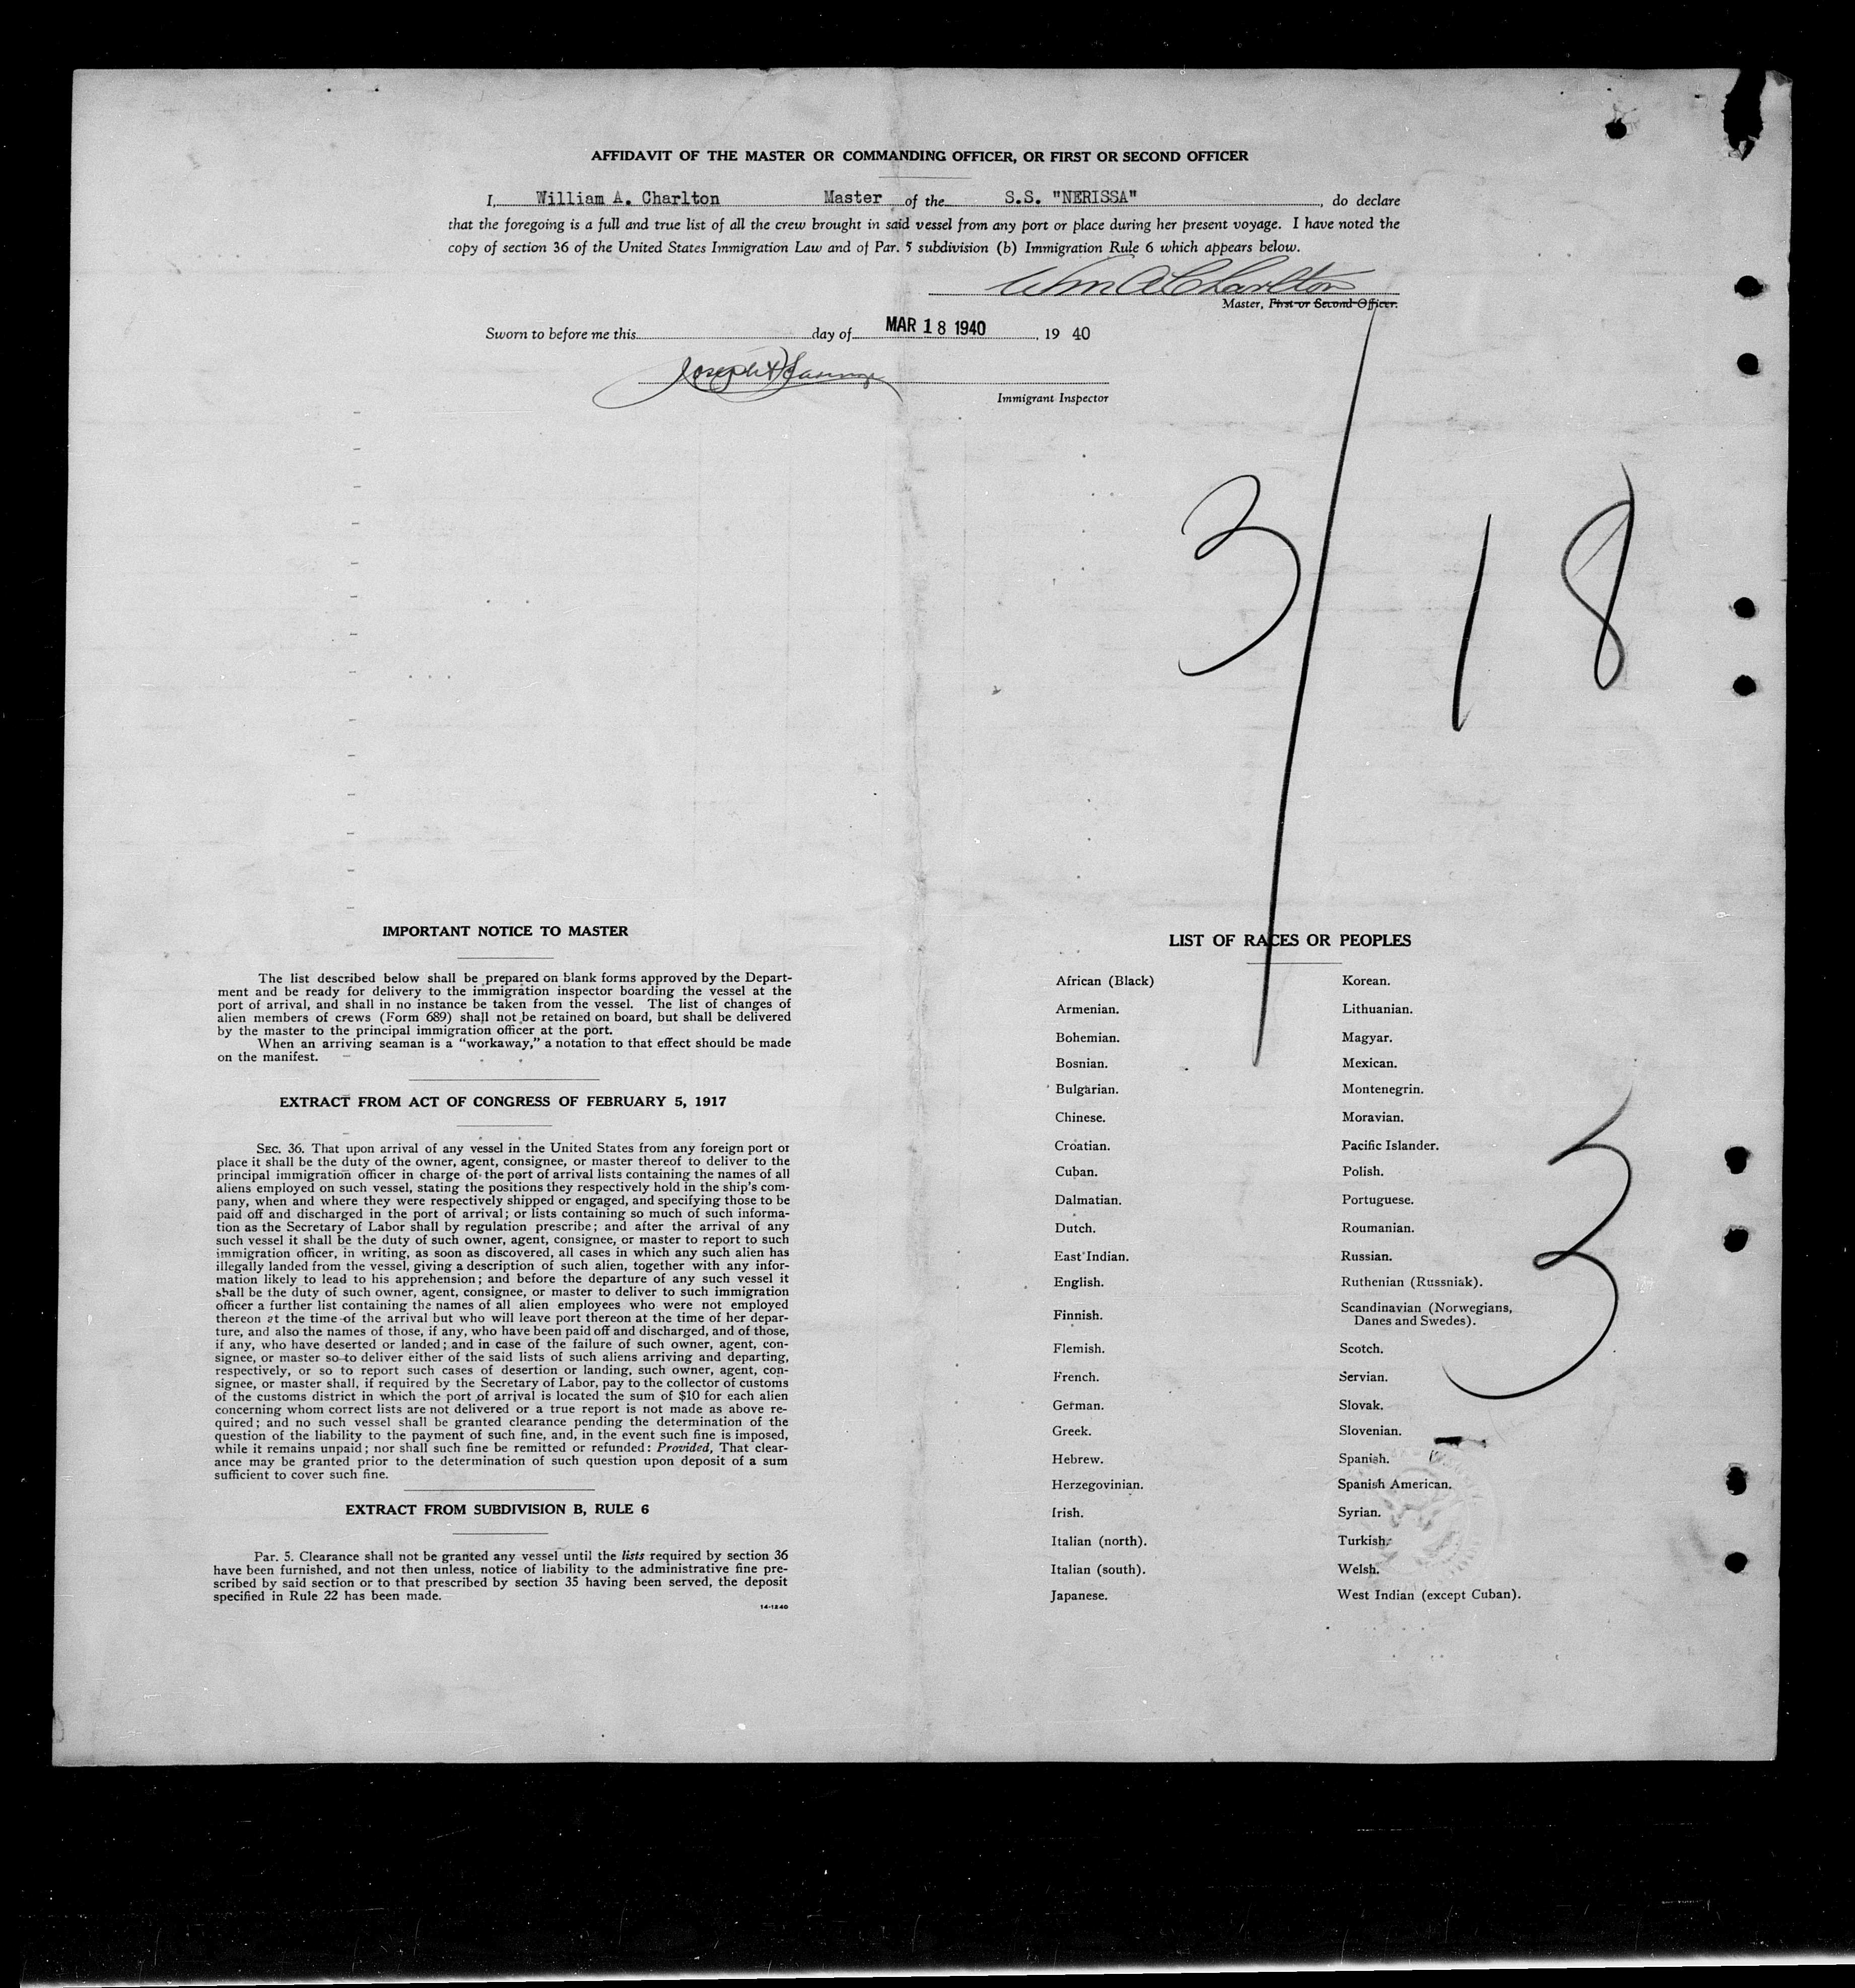 AFFIDAVIT OF THE MASTER OR COMMANDING OFFICER, OR FIRST OR SECOND OFFICER
I, William A. Charlton Master of the S.S. "NERISSA", do declare
that the foregoing is a full and true list of all the crew brought in said vessel from any port or place during her present voyage. I have noted the
copy of section 36 of the United States Immigration Law and of Par. 5 subdivision (b) Immigration Rule 6 which appears below.
Wm A Charlton
Master, First or Second Officer.
Sworn to before me this day of MAR 18 1940, 19 40
Joseph
Immigrant Inspector
3/18
IMPORTANT NOTICE TO MASTER
The list described below shall be prepared on blank forms approved by the Depart-
ment and be ready for delivery to the immigration inspector boarding the vessel at the
port of arrival, and shall in no instance be taken from the vessel. The list of changes of
alien members of crews (Form 689) shall not be retained on board, but shall be delivered
by the master to the principal immigration officer at the port.
When an arriving seaman is a "workaway," a notation to that effect should be made
on the manifest.
EXTRACT FROM ACT OF CONGRESS OF FEBRUARY 5, 1917
SEC. 36. That upon arrival of any vessel in the United States from any foreign port or
place it shall be the duty of the owner, agent, consignee, or master thereof to deliver to the
principal immigration officer in charge of the port of arrival lists containing the names of all
aliens employed on such vessel, stating the positions they respectively hold in the ship's com-
pany, when and where they were respectively shipped or engaged, and specifying those to be
paid off and discharged in the port of arrival; or lists containing so much of such informa-
tion as the Secretary of Labor shall by regulation prescribe; and after the arrival of any
such vessel it shall be the duty of such owner, agent, consignee, or master to report to such
immigration officer, in writing, as soon as discovered, all cases in which any such alien has
illegally landed from the vessel, giving a description of such alien, together with any infor-
mation likely to lead to his apprehension; and before the departure of any such vessel it
shall be the duty of such owner, agent, consignee, or master to deliver to such immigration
officer a further list containing the names of all alien employees who were not employed
thereon at the time of the arrival but who will leave port thereon at the time of her depar-
ture, and also the names of those, if any, who have been paid off and discharged, and of those,
if any, who have deserted or landed; and in case of the failure of such owner, agent, con-
signee, or master so to deliver either of the said lists of such aliens arriving and departing,
respectively, or so to report such cases of desertion or landing, such owner, agent, con-
signee, or master shall, if required by the Secretary of Labor, pay to the collector of customs
of the customs district in which the port of arrival is located the sum of $10 for each alien
concerning whom correct lists are not delivered or a true report is not made as above re-
quired; and no such vessel shall be granted clearance pending the determination of the
question of the liability to the payment of such fine, and, in the event such fine is imposed,
while it remains unpaid; nor shall such fine be remitted or refunded: Provided, That clear-
ance may be granted prior to the determination of such question upon deposit of a sum
sufficient to cover such fine.
EXTRACT FROM SUBDIVISION B, RULE 6
Par. 5. Clearance shall not be granted any vessel until the lists required by section 36
have been furnished, and not then unless, notice of liability to the administrative fine pre-
scribed by said section or to that prescribed by section 35 having been served, the deposit
specified in Rule 22 has been made.
14-1240
LIST OF RACES OR PEOPLES
African (Black)
Armenian.
Bohemian.
Bosnian.
Bulgarian.
Chinese.
Croatian.
Cuban.
Dalmatian.
Dutch.
East Indian.
English.
Finnish.
Flemish.
French.
German.
Greek.
Hebrew.
Herzegovinian.
Irish.
Italian (north).
Italian (south).
Japanese.
Korean.
Lithuanian.
Magyar.
Mexican.
Montenegrin.
Moravian.
Pacific Islander.
Polish.
Portuguese.
Roumanian.
Russian.
Ruthenian (Russniak).
Scandinavian (Norwegians,
Danes and Swedes).
Scotch.
Servian.
Slovak.
Slovenian.
Spanish.
Spanish American.
Syrian.
Turkish.
Welsh.
West Indian (except Cuban).
3